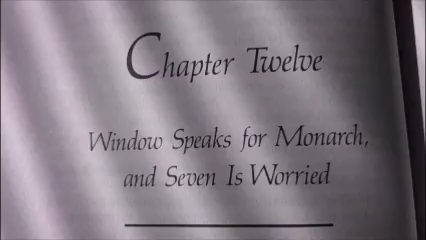 Chapter Twelve
Window Speaks for Monarch,
and Seven Is Worried